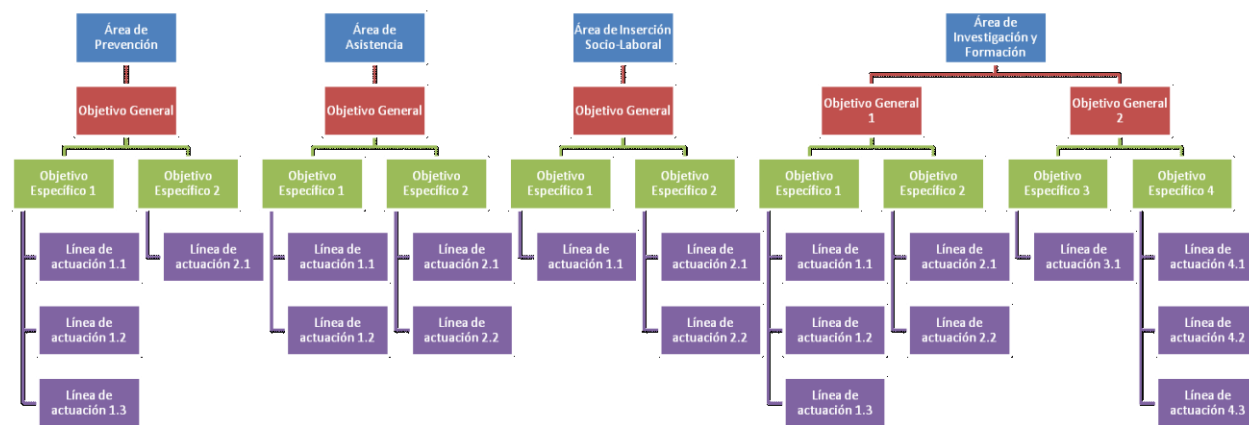 Área de
Prevención
Área de
Asistencia
Área de Inserción
Socio-Laboral
Área de
Investigación y
Formación
Objetivo General
Objetivo General
Objetivo General
Objetivo General
1
Objetivo General
2
Objetivo
Específico 1
Objetivo
Específico 2
Objetivo
Específico 1
Objetivo
Específico 2
Objetivo
Específico 1
Objetivo
Específico 2
Objetivo
Específico 1
Objetivo
Específico 2
Objetivo
Específico 3
Objetivo
Específico 4
Línea de
actuación 1.1
Línea de
actuación 2.1
Línea de
actuación 1.1
Línea de
actuación 2.1
Línea de
actuación 1.1
Línea de
actuación 2.1
Línea de
actuación 1.1
Línea de
actuación 2.1
Línea de
actuación 3.1
Línea de
actuación 4.1
Línea de
actuación 1.2
Línea de
actuación 1.2
Línea de
actuación 2.2
Línea de
actuación 2.2
Línea de
actuación 1.2
Línea de
actuación 2.2
Línea de
actuación 4.2
Línea de
actuación 1.3
Línea de
actuación 1.3
Línea de
actuación 4.3